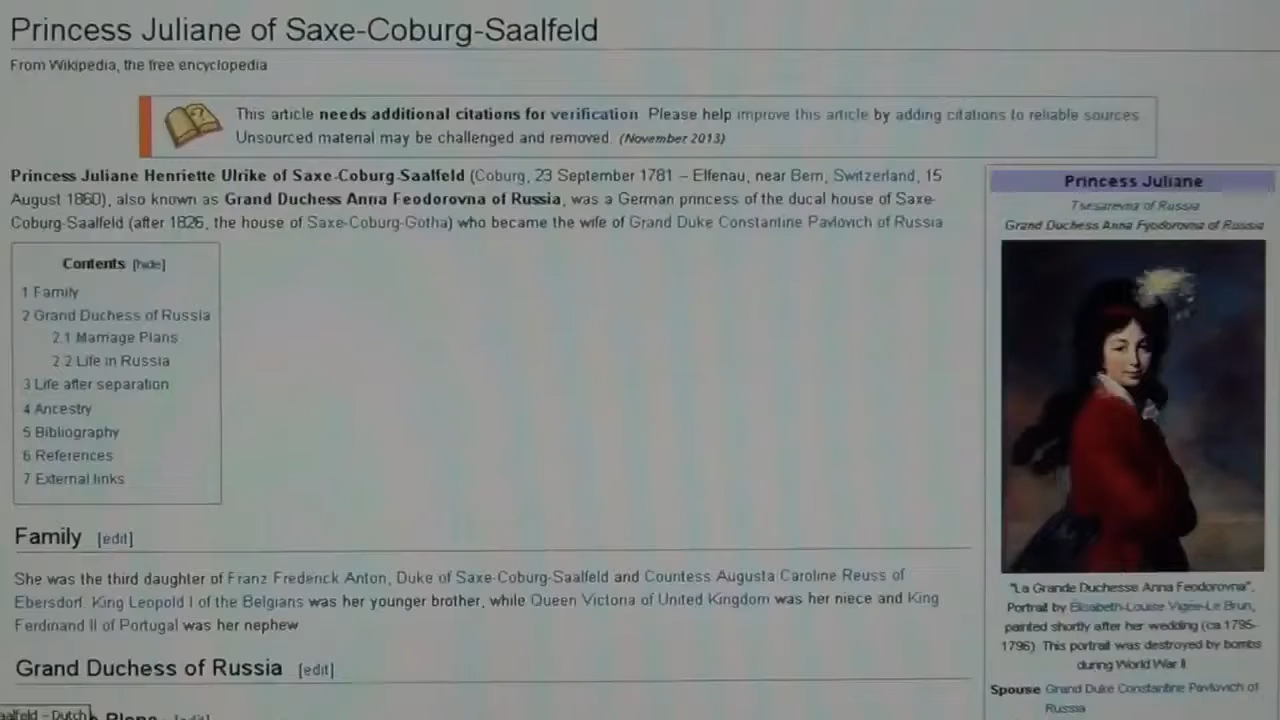 Princess Juliane of Saxe-Coburg-Saalfeld
From Wikipedia, the free encyclopedia
This article needs additional citations for verification. Please help improve this article by adding citations to reliable sources.
Unsourced material may be challenged and removed. (November 2013)
Princess Juliane Henriette Ulrike of Saxe-Coburg-Saalfeld (Coburg, 23 September 1781 – Elfenau, near Bern, Switzerland, 15
August 1860), also known as Grand Duchess Anna Feodorovna of Russia, was a German princess of the ducal house of Saxe-
Coburg-Saalfeld (after 1826, the house of Saxe-Coburg-Gotha) who became the wife of Grand Duke Constantine Pavlovich of Russia
Contents [hide]
1 Family
2 Grand Duchess of Russia
2.1 Marriage Plans
2.2 Life in Russia
3 Life after separation
4 Ancestry
5 Bibliography
6 References
7 External links
Family [edit]
She was the third daughter of Franz Frederick Anton, Duke of Saxe-Coburg-Saalfeld and Countess Augusta Caroline Reuss of
Ebersdorf. King Leopold I of the Belgians was her younger brother, while Queen Victoria of United Kingdom was her niece and King
Ferdinand II of Portugal was her nephew
Grand Duchess of Russia [edit]
Princess Juliane
Tsesarevna of Russia
Grand Duchess Anna Fyodorovna of Russia
"La Grande Duchesse Anna Feodorovna",
Portrait by Élisabeth-Louise Vigée-Le Brun,
painted shortly after her wedding (ca.1795-
1796). This portrait was destroyed by bombs
during World War II.
Spouse Grand Duke Constantine Pavlovich of
Russia
aalfeld – Dutch
Plans [edit]